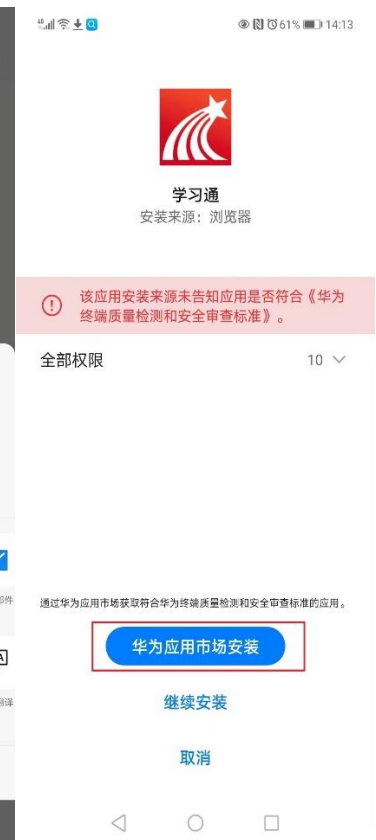 61% 14:13
学习通
安装来源：浏览器
该应用安装来源未告知应用是否符合《华为
终端质量检测和安全审查标准》。
全部权限 10
通过华为应用市场获取符合华为终端质量检测和安全审查标准的应用。
华为应用市场安装
继续安装
取消